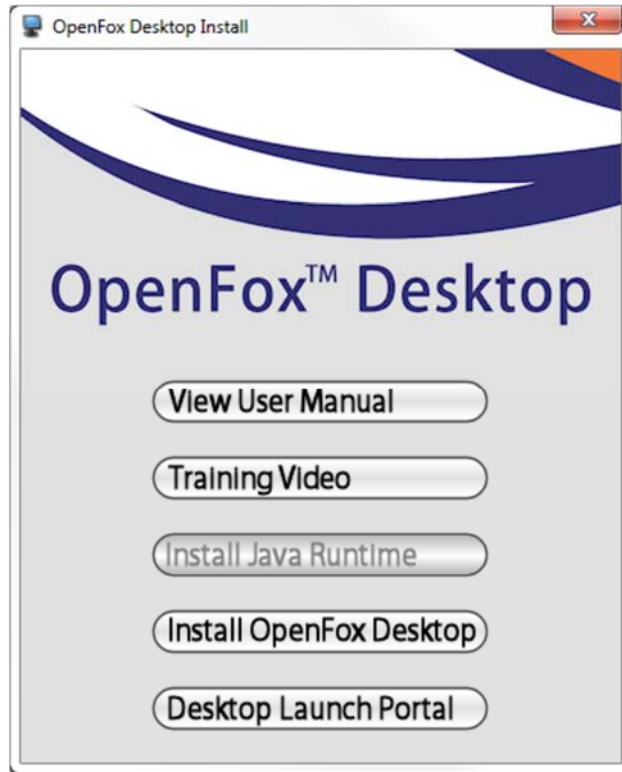 OpenFox Desktop Install
OpenFox™ Desktop
View User Manual
Training Video
Install Java Runtime
Install OpenFox Desktop
Desktop Launch Portal